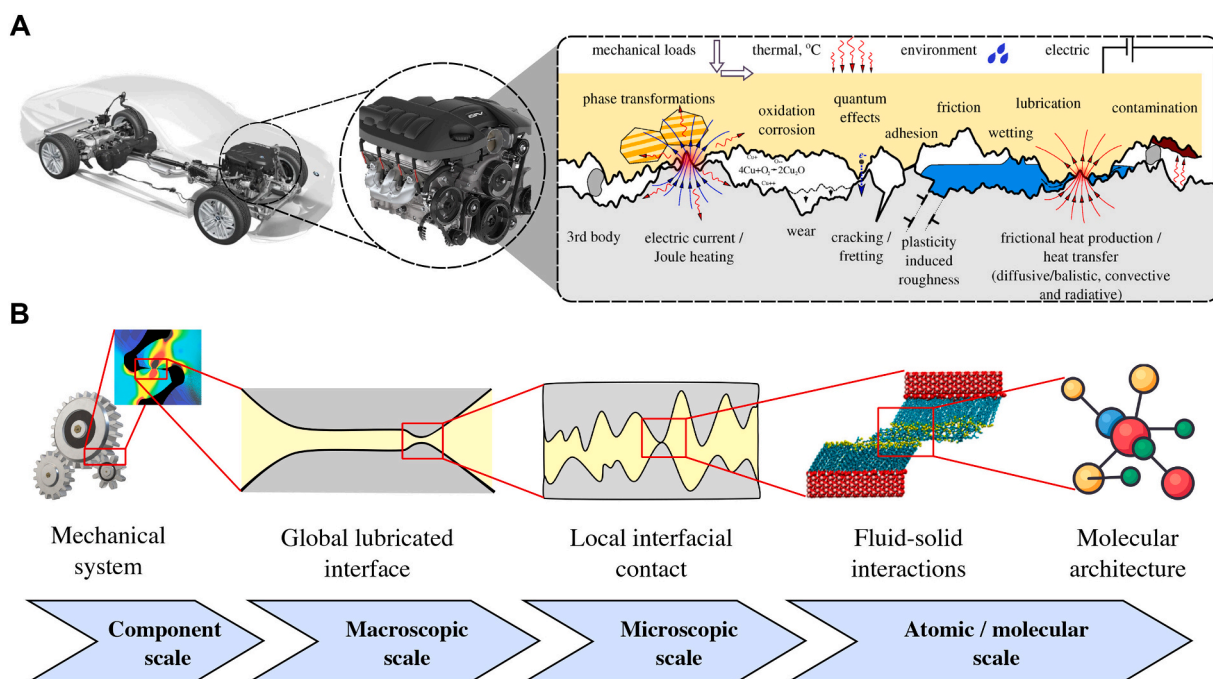 A
mechanical loads
thermal, °C
environment
electric
phase transformations
oxidation
corrosion
quantum
effects
friction
lubrication
contamination
adhesion
wetting
Cu+
O--
4Cu+O₂→2Cu₂O
Cu++
e-
3rd body
electric current /
Joule heating
wear
cracking /
fretting
plasticity
induced
roughness
frictional heat production /
heat transfer
(diffusive/balistic, convective
and radiative)
B
Mechanical
system
Global lubricated
interface
Local interfacial
contact
Fluid-solid
interactions
Molecular
architecture
Component
scale
Macroscopic
scale
Microscopic
scale
Atomic / molecular
scale